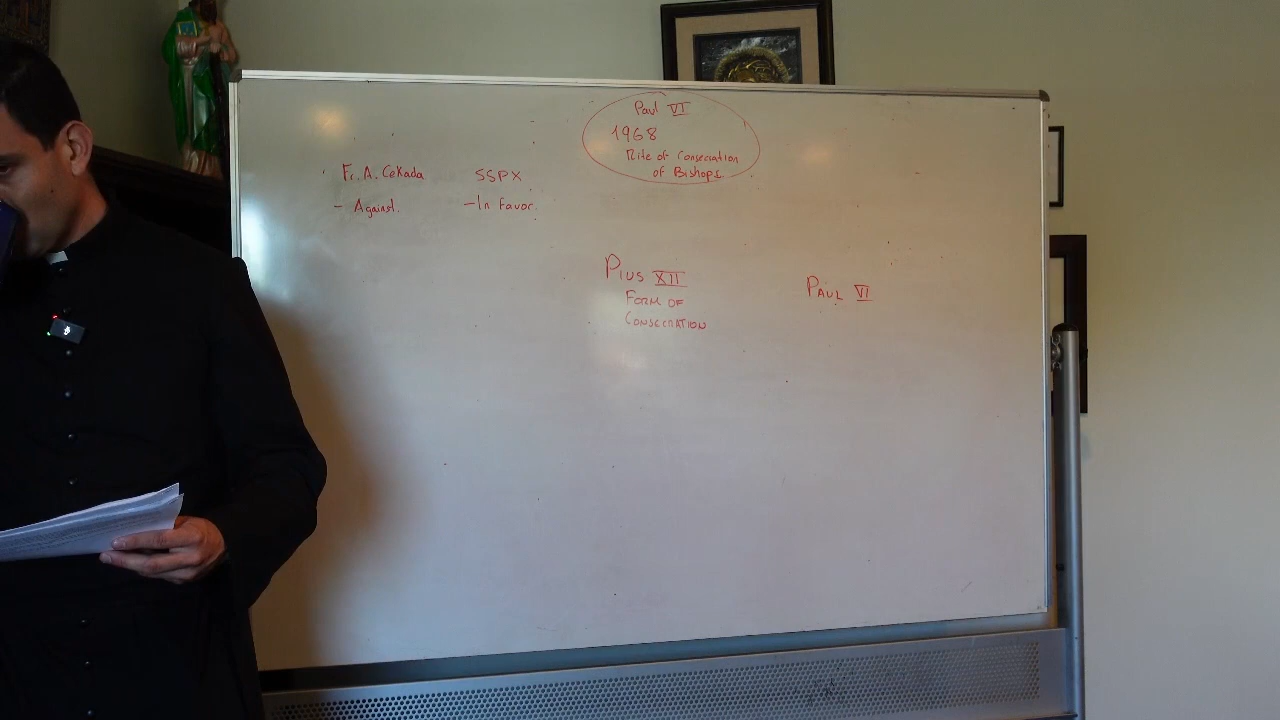 Paul VI
1968
Rite of Consecration
of Bishops
Fr. A. Cekada
- Against.
SSPX
- In Favor.
PIUS XII
FORM OF
CONSECRATION
PAUL VI